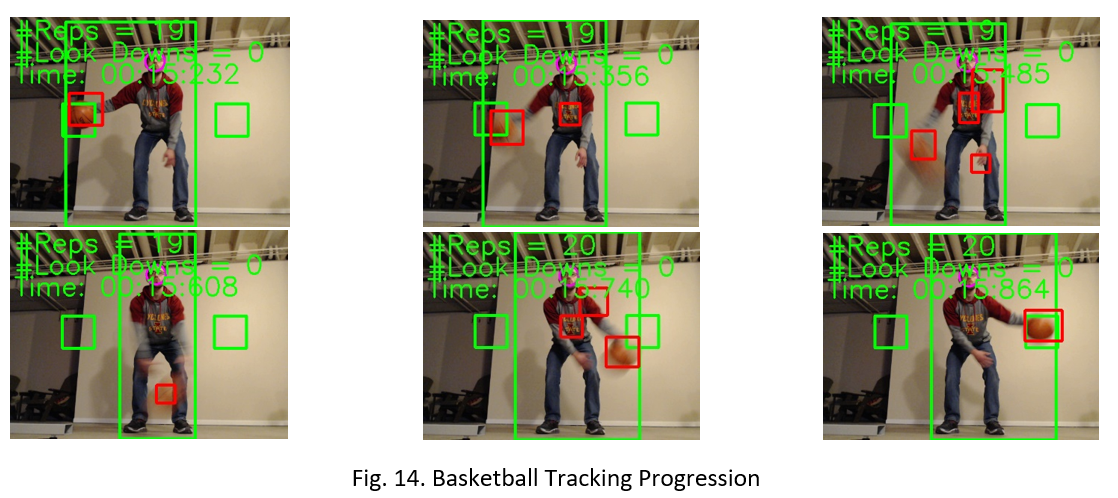 #Reps = 19
#Look Downs = 0
Time: 00:15:232
#Reps = 19
#Look Downs = 0
Time: 00:15:356
#Reps = 19
#Look Downs = 0
Time: 00:15:485
#Reps = 19
#Look Downs = 0
Time: 00:15:608
#Reps = 20
#Look Downs = 0
Time: 00:15:740
#Reps = 20
#Look Downs = 0
Time: 00:15:864
Fig. 14. Basketball Tracking Progression